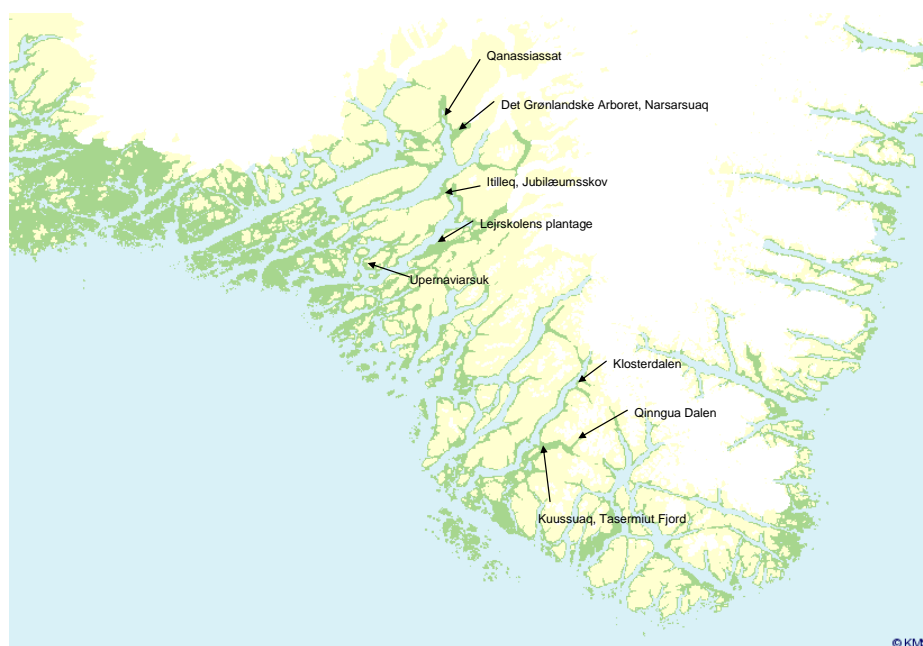 Qanassiassat
Det Grønlandske Arboret, Narsarsuaq
Itilleq, Jubilæumsskov
Lejrskolens plantage
Upernaviarsuk
Klosterdalen
Qinngua Dalen
Kuussuaq, Tasermiut Fjord